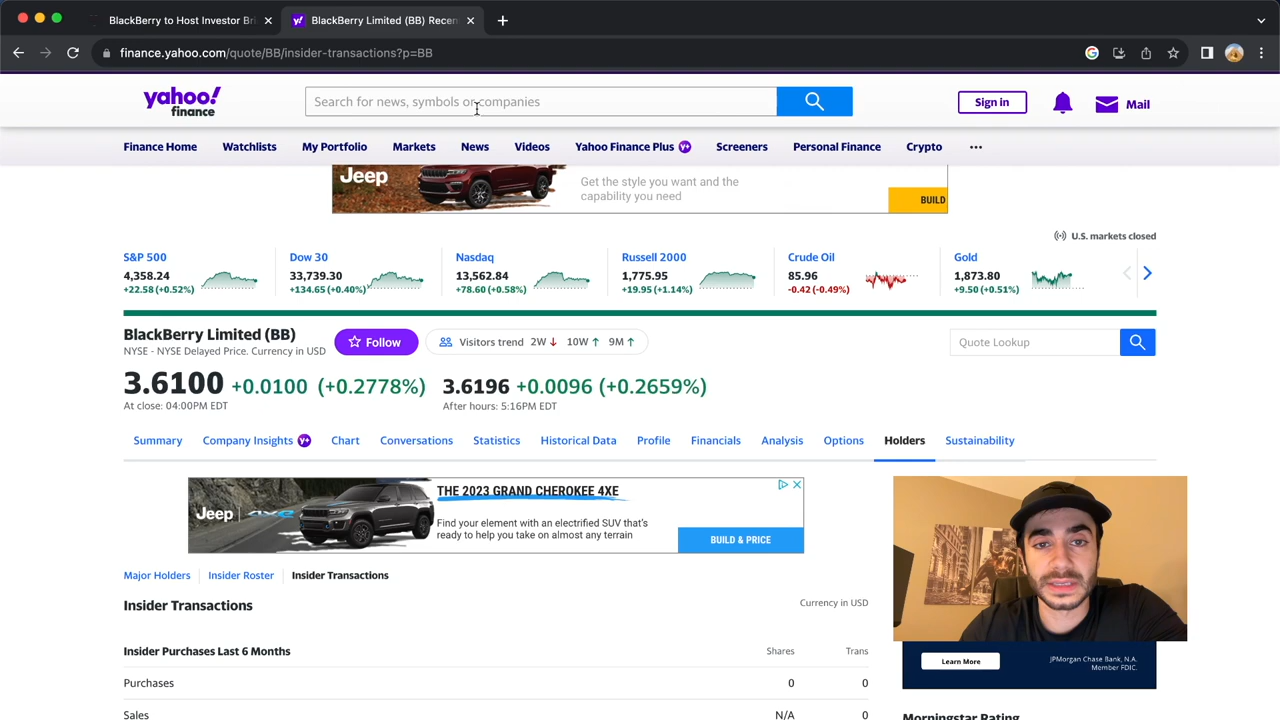 BlackBerry to Host Investor Bri
BlackBerry Limited (BB) Recen
finance.yahoo.com/quote/BB/insider-transactions?p=BB
yahoo!
finance
Search for news, symbols or companies
Sign in
Mail
Finance Home
Watchlists
My Portfolio
Markets
News
Videos
Yahoo Finance Plus
Screeners
Personal Finance
Crypto
Jeep
Get the style you want and the
capability you need
BUILD
U.S. markets closed
S&P 500
4,358.24
+22.58 (+0.52%)
Dow 30
33,739.30
+134.65 (+0.40%)
Nasdaq
13,562.84
+78.60 (+0.58%)
Russell 2000
1,775.95
+19.95 (+1.14%)
Crude Oil
85.96
-0.42 (-0.49%)
Gold
1,873.80
+9.50 (+0.51%)
BlackBerry Limited (BB)
NYSE - NYSE Delayed Price. Currency in USD
Follow
Visitors trend 2W ↓ 10W ↑ 9M ↑
Quote Lookup
3.6100 +0.0100 (+0.2778%)
At close: 04:00PM EDT
3.6196 +0.0096 (+0.2659%)
After hours: 5:16PM EDT
Summary
Company Insights
Chart
Conversations
Statistics
Historical Data
Profile
Financials
Analysis
Options
Holders
Sustainability
Jeep 4xe
THE 2023 GRAND CHEROKEE 4XE
Find your element with an electrified SUV that's
ready to help you take on almost any terrain
BUILD & PRICE
Major Holders
Insider Roster
Insider Transactions
Insider Transactions
Currency in USD
Insider Purchases Last 6 Months Shares Trans
Purchases 0 0
Sales N/A 0
Learn More
JPMorgan Chase Bank, N.A.
Member FDIC.
Morningstar Rating